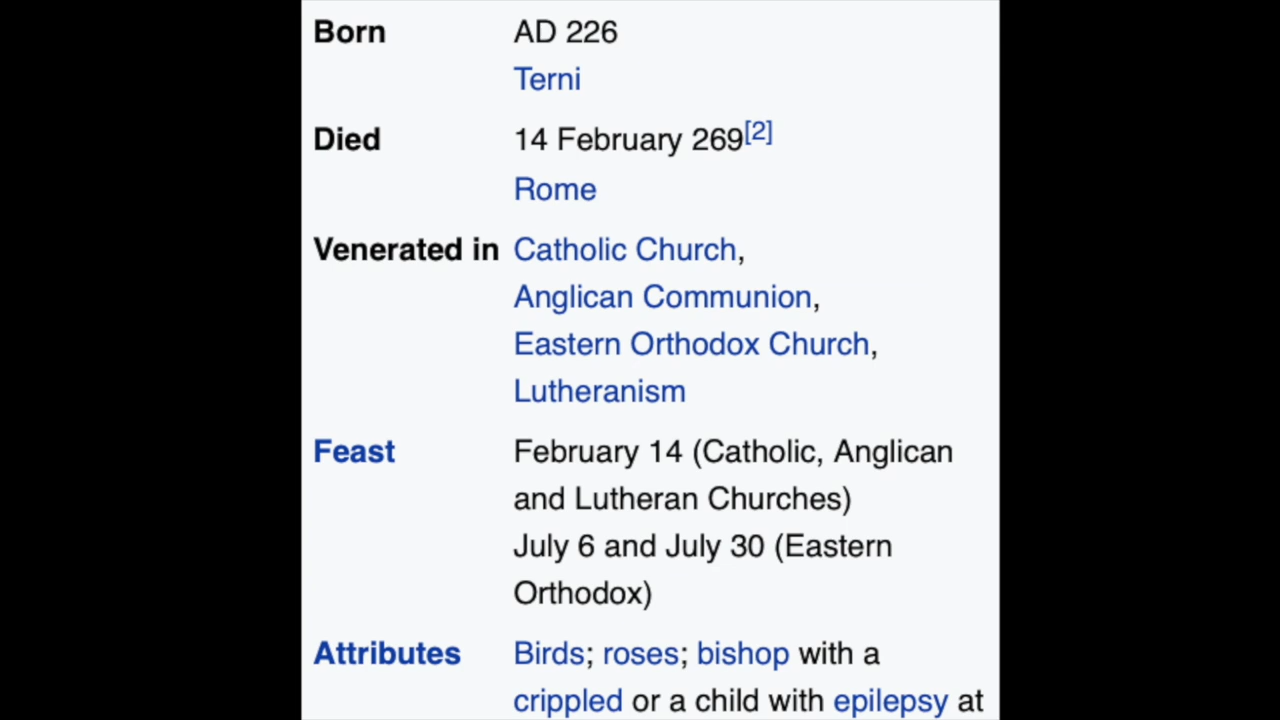 Born AD 226
Terni
Died 14 February 269[2]
Rome
Venerated in Catholic Church,
Anglican Communion,
Eastern Orthodox Church,
Lutheranism
Feast February 14 (Catholic, Anglican
and Lutheran Churches)
July 6 and July 30 (Eastern
Orthodox)
Attributes Birds; roses; bishop with a
crippled or a child with epilepsy at